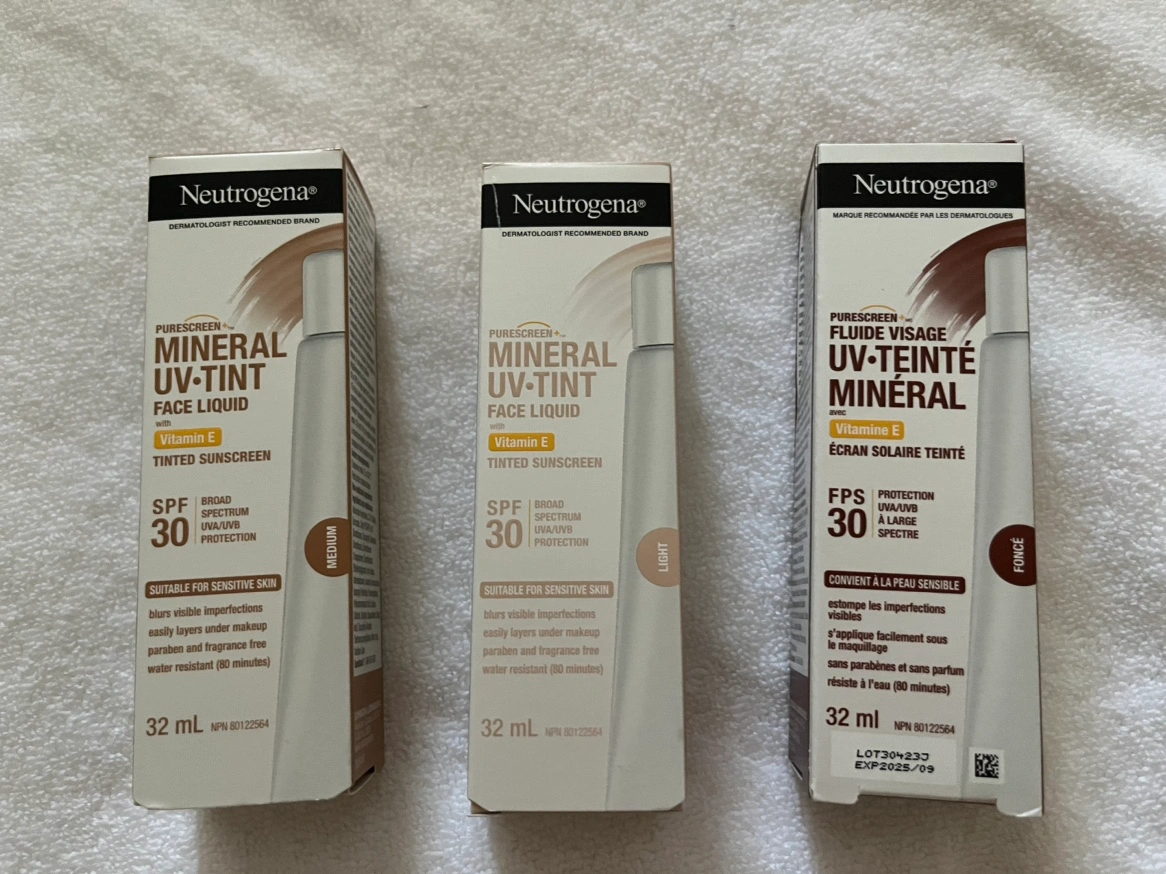 Neutrogena®
DERMATOLOGIST RECOMMENDED BRAND
PURESCREEN+™
MINERAL
UV•TINT
FACE LIQUID
with
Vitamin E
TINTED SUNSCREEN
SPF
30
BROAD
SPECTRUM
UVA/UVB
PROTECTION
MEDIUM
SUITABLE FOR SENSITIVE SKIN
blurs visible imperfections
easily layers under makeup
paraben and fragrance free
water resistant (80 minutes)
32 mL NPN 80122564
Neutrogena®
DERMATOLOGIST RECOMMENDED BRAND
PURESCREEN+™
MINERAL
UV•TINT
FACE LIQUID
with
Vitamin E
TINTED SUNSCREEN
SPF
30
BROAD
SPECTRUM
UVA/UVB
PROTECTION
LIGHT
SUITABLE FOR SENSITIVE SKIN
blurs visible imperfections
easily layers under makeup
paraben and fragrance free
water resistant (80 minutes)
32 mL NPN 80122564
Neutrogena®
MARQUE RECOMMANDÉE PAR LES DERMATOLOGUES
PURESCREEN+MC
FLUIDE VISAGE
UV•TEINTÉ
MINÉRAL
avec
Vitamine E
ÉCRAN SOLAIRE TEINTÉ
FPS
30
PROTECTION
UVA/UVB
À LARGE
SPECTRE
FONCÉ
CONVIENT À LA PEAU SENSIBLE
estompe les imperfections
visibles
s'applique facilement sous
le maquillage
sans parabènes et sans parfum
résiste à l'eau (80 minutes)
32 ml NPN 80122564
LOT30423J
EXP2025/09